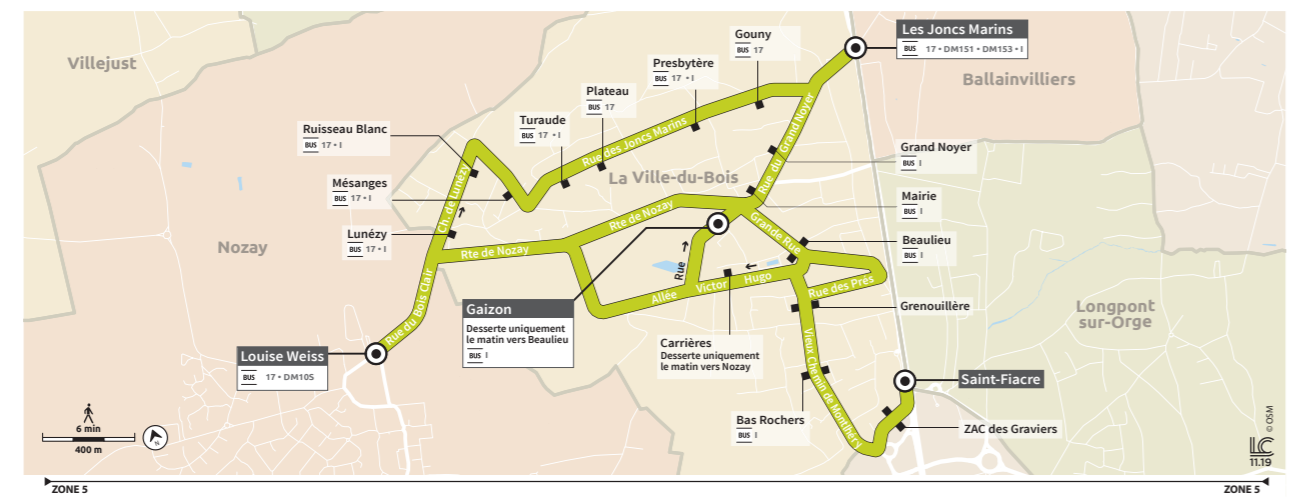 Villejust
Gouny
BUS 17
Les Joncs Marins
BUS 17 • DM151 • DM153 • I
Presbytère
BUS 17 • I
Ballainvilliers
Plateau
BUS 17
Turaude
BUS 17 • I
Ruisseau Blanc
BUS 17 • I
Rue des Joncs Marins
Rue du Grand Noyer
Grand Noyer
BUS I
La Ville-du-Bois
Mésanges
BUS 17 • I
Ch. de Lunézy
Mairie
BUS I
Rte de Nozay
Grande Rue
Lunézy
BUS 17 • I
Nozay
Rte de Nozay
Beaulieu
BUS I
Rue
Allée Victor Hugo
Rue des Prés
Rue du Bois Clair
Gaizon
Desserte uniquement
le matin vers Beaulieu
BUS I
Grenouillère
Longpont
sur-Orge
Carrières
Desserte uniquement
le matin vers Nozay
Vieux Chemin de Montlhéry
Louise Weiss
BUS 17 • DM105
Saint-Fiacre
Bas Rochers
BUS I
ZAC des Graviers
6 min
400 m
N
© OSM
LC
11.19
ZONE 5
ZONE 5